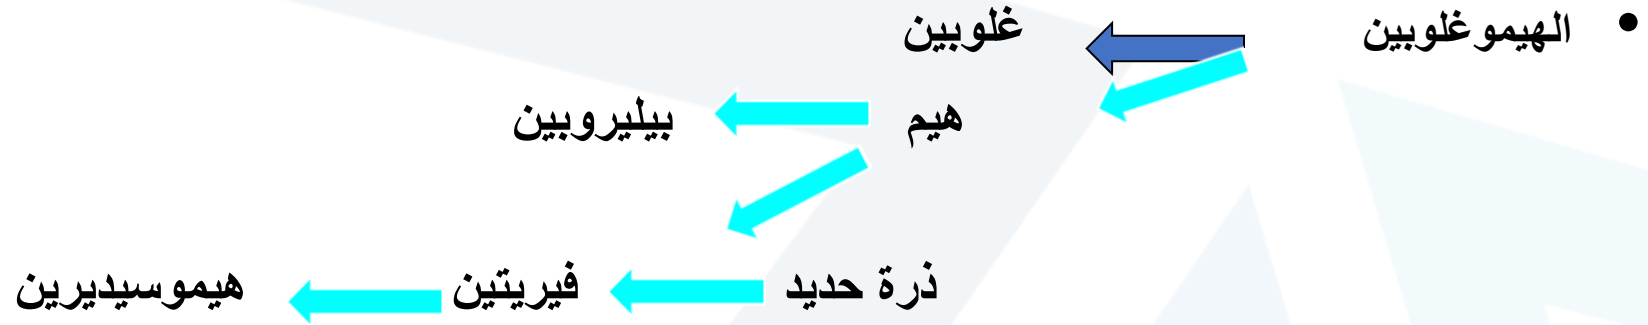 • الهيموغلوبين غلوبين
هيم بيليروبين
ذرة حديد فيريتين هيموسيديرين